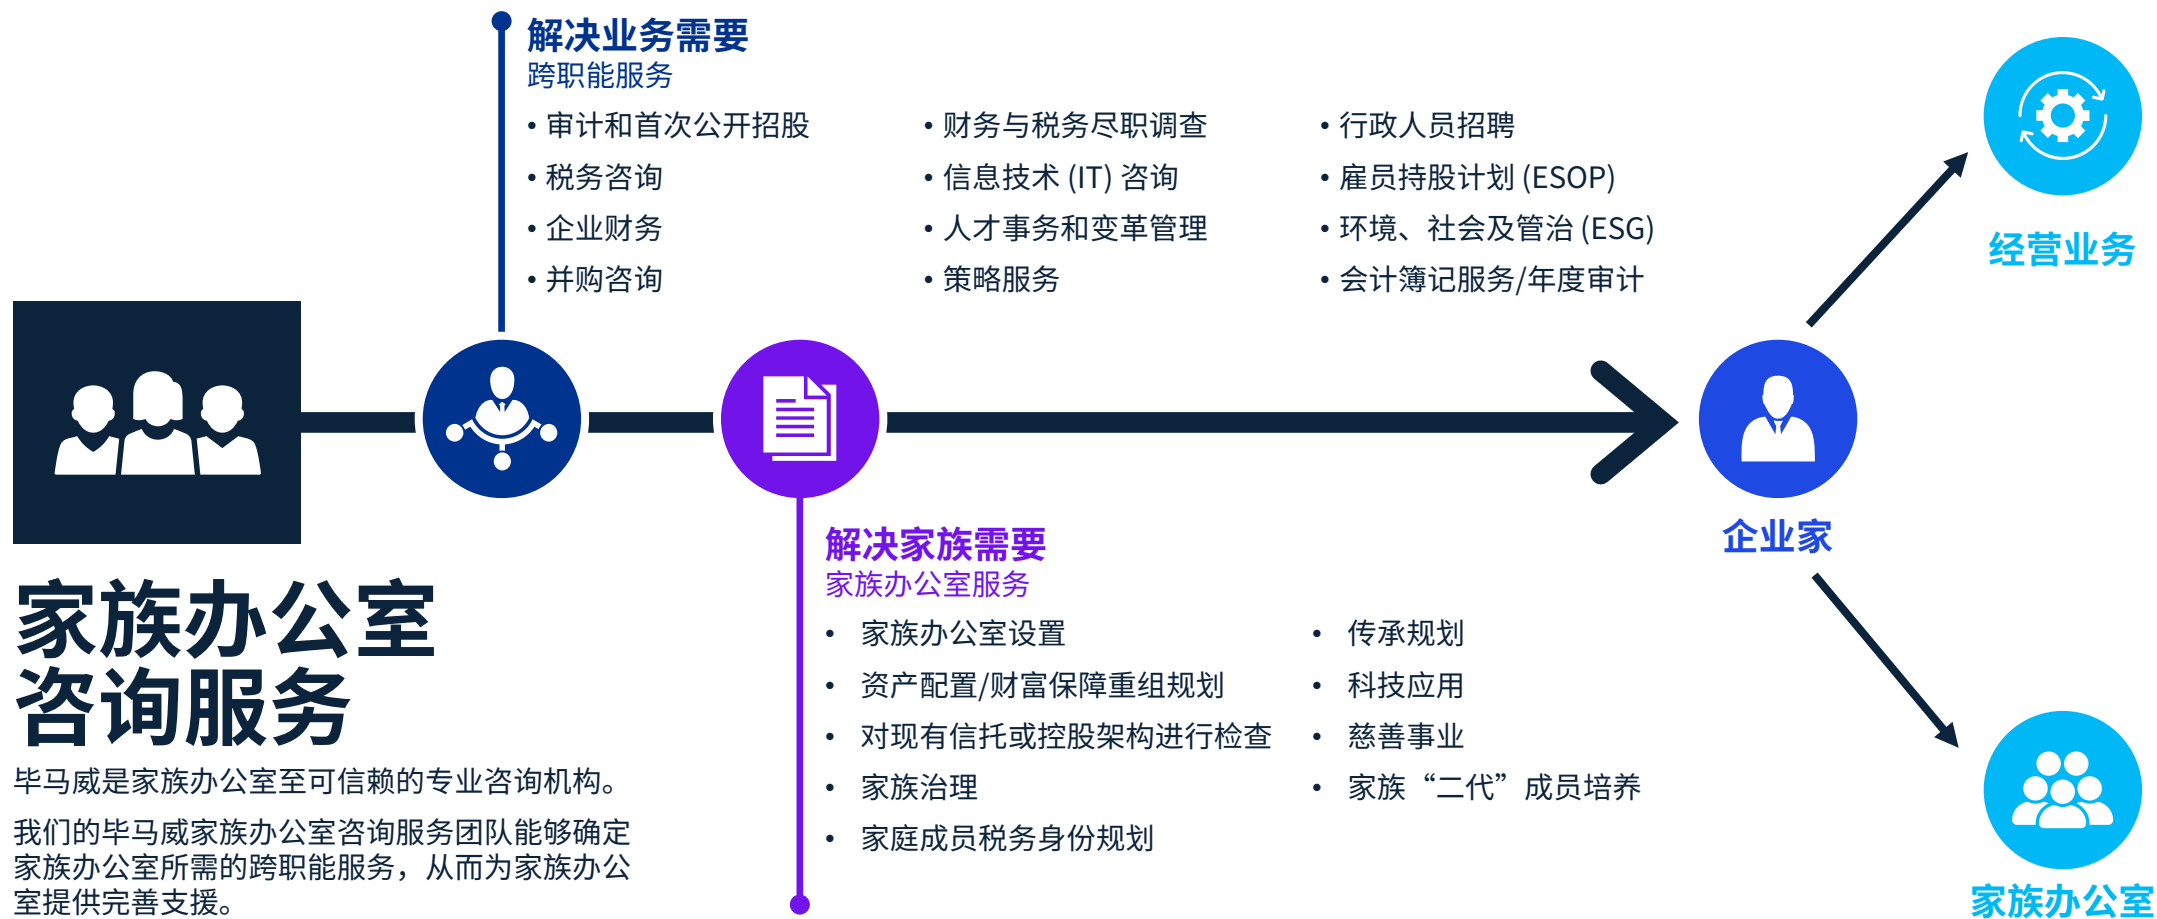 解决业务需要
跨职能服务
• 审计和首次公开招股
• 税务咨询
• 企业财务
• 并购咨询
• 财务与税务尽职调查
• 信息技术 (IT) 咨询
• 人才事务和变革管理
• 策略服务
• 行政人员招聘
• 雇员持股计划 (ESOP)
• 环境、社会及管治 (ESG)
• 会计簿记服务/年度审计
经营业务
企业家
家族办公室
家族办公室
咨询服务
毕马威是家族办公室至可信赖的专业咨询机构。
我们的毕马威家族办公室咨询服务团队能够确定
家族办公室所需的跨职能服务，从而为家族办公
室提供完善支援。
解决家族需要
家族办公室服务
• 家族办公室设置
• 资产配置/财富保障重组规划
• 对现有信托或控股架构进行检查
• 家族治理
• 家庭成员税务身份规划
• 传承规划
• 科技应用
• 慈善事业
• 家族“二代”成员培养